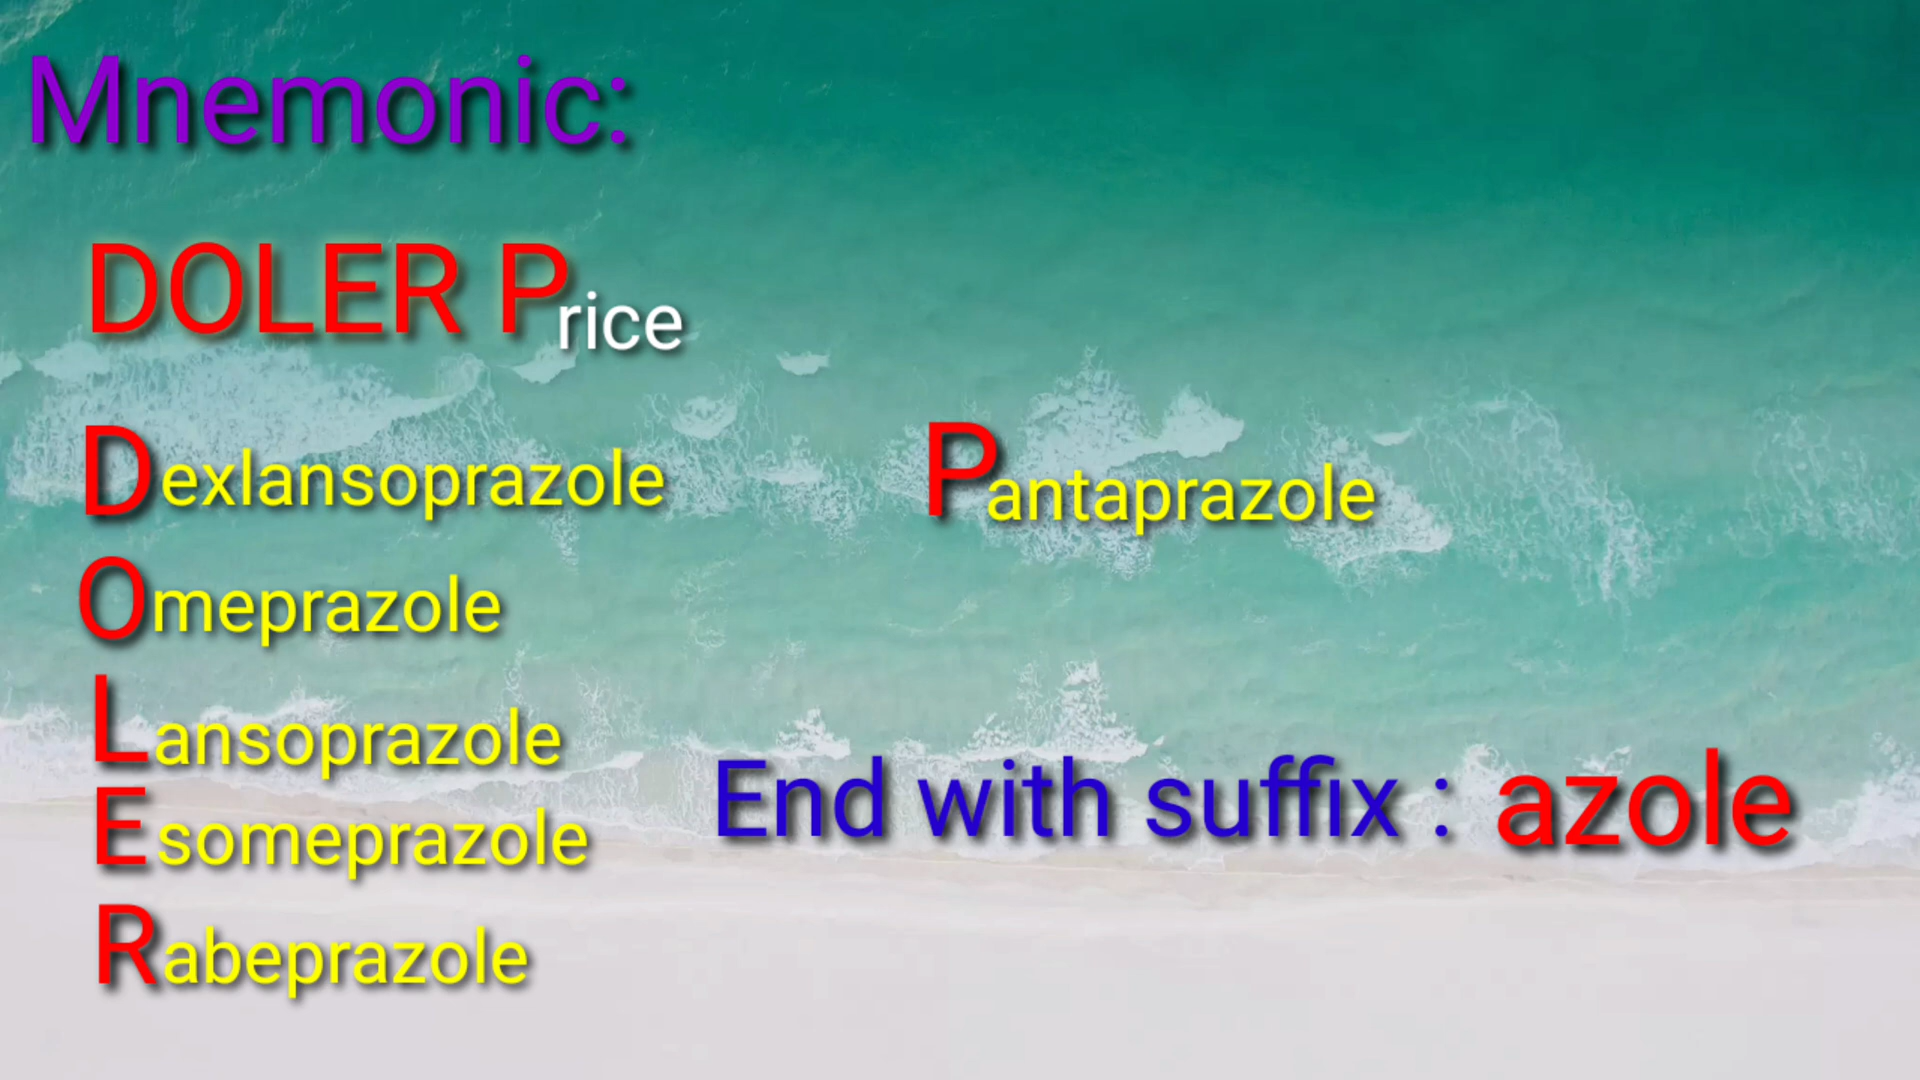 Mnemonic:
DOLER Price
Dexlansoprazole
Pantaprazole
Omeprazole
Lansoprazole
Esomeprazole
End with suffix : azole
Rabeprazole